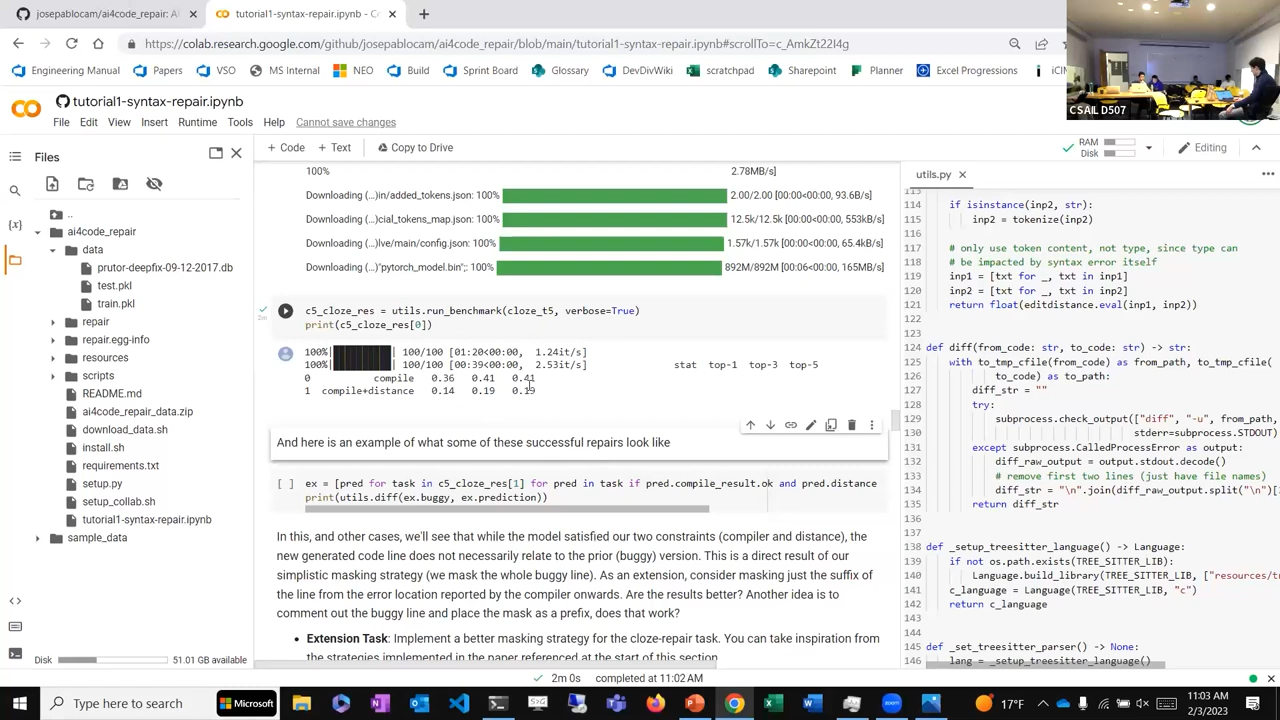 josepablocam/ai4code_repair: A
tutorial1-syntax-repair.ipynb - C
https://colab.research.google.com/github/josepablocam/ai4code_repair/blob/main/tutorial1-syntax-repair.ipynb#scrollTo=c_AmkZt22I4g
Engineering Manual
Papers
VSO
MS Internal
NEO
Build
Sprint Board
Glossary
DevDivWiki
scratchpad
Sharepoint
Planner
Excel Progressions
CSAIL D507
tutorial1-syntax-repair.ipynb
File Edit View Insert Runtime Tools Help Cannot save changes
+ Code + Text Copy to Drive
RAM
Disk
Editing
Files
..
ai4code_repair
data
prutor-deepfix-09-12-2017.db
test.pkl
train.pkl
repair
repair.egg-info
resources
scripts
README.md
ai4code_repair_data.zip
download_data.sh
install.sh
requirements.txt
setup.py
setup_collab.sh
tutorial1-syntax-repair.ipynb
sample_data
Disk 51.01 GB available
100% 2.78MB/s]
Downloading (…)in/added_tokens.json: 100% 2.00/2.00 [00:00<00:00, 93.6B/s]
Downloading (…)cial_tokens_map.json: 100% 12.5k/12.5k [00:00<00:00, 553kB/s]
Downloading (…)lve/main/config.json: 100% 1.57k/1.57k [00:00<00:00, 65.4kB/s]
Downloading (…)"pytorch_model.bin";: 100% 892M/892M [00:06<00:00, 165MB/s]
c5_cloze_res = utils.run_benchmark(cloze_t5, verbose=True)
print(c5_cloze_res[0])
2m
100%| | 100/100 [01:20<00:00, 1.24it/s]
100%| | 100/100 [00:39<00:00, 2.53it/s] stat top-1 top-3 top-5
0 compile 0.36 0.41 0.41
1 compile+distance 0.14 0.19 0.19
And here is an example of what some of these successful repairs look like
[ ] ex = [pred for task in c5_cloze_res[1] for pred in task if pred.compile_result.ok and pred.distance
print(utils.diff(ex.buggy, ex.prediction))
In this, and other cases, we'll see that while the model satisfied our two constraints (compiler and distance), the
new generated code line does not necessarily relate to the prior (buggy) version. This is a direct result of our
simplistic masking strategy (we mask the whole buggy line). As an extension, consider masking just the suffix of
the line from the error location reported by the compiler onwards. Are the results better? Another idea is to
comment out the buggy line and place the mask as a prefix, does that work?
• Extension Task: Implement a better masking strategy for the cloze-repair task. You can take inspiration from
the strategies implemented in the paper referenced at the start of this section
utils.py
113
114 if isinstance(inp2, str):
115 inp2 = tokenize(inp2)
116
117 # only use token content, not type, since type can
118 # be impacted by syntax error itself
119 inp1 = [txt for _, txt in inp1]
120 inp2 = [txt for _, txt in inp2]
121 return float(editdistance.eval(inp1, inp2))
122
123
124 def diff(from_code: str, to_code: str) -> str:
125 with to_tmp_cfile(from_code) as from_path, to_tmp_cfile(
126 to_code) as to_path:
127 diff_str = ""
128 try:
129 subprocess.check_output(["diff", "-u", from_path,
130 stderr=subprocess.STDOUT)
131 except subprocess.CalledProcessError as output:
132 diff_raw_output = output.stdout.decode()
133 # remove first two lines (just have file names)
134 diff_str = "\n".join(diff_raw_output.split("\n")[
135 return diff_str
136
137
138 def _setup_treesitter_language() -> Language:
139 if not os.path.exists(TREE_SITTER_LIB):
140 Language.build_library(TREE_SITTER_LIB, ["resources/t
141 c_language = Language(TREE_SITTER_LIB, "c")
142 return c_language
143
144
145 def _set_treesitter_parser() -> None:
146 lang = _setup_treesitter_language()
2m 0s completed at 11:02 AM
Type here to search
Microsoft
17°F
11:03 AM
2/3/2023